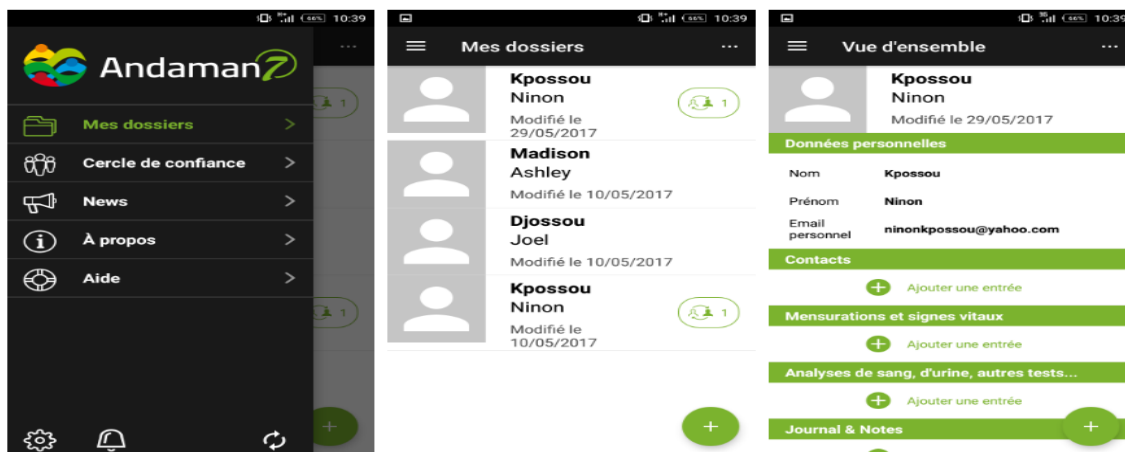 46% 10:39
Andaman7
Mes dossiers
Cercle de confiance
News
À propos
Aide
1
1
46% 10:39
Mes dossiers
Kpossou
Ninon
Modifié le
29/05/2017
1
Madison
Ashley
Modifié le 10/05/2017
Djossou
Joel
Modifié le 10/05/2017
Kpossou
Ninon
Modifié le
10/05/2017
1
3G 46% 10:39
Vue d'ensemble
Kpossou
Ninon
Modifié le 29/05/2017
Données personnelles
Nom Kpossou
Prénom Ninon
Email
personnel ninonkpossou@yahoo.com
Contacts
Ajouter une entrée
Mensurations et signes vitaux
Ajouter une entrée
Analyses de sang, d'urine, autres tests...
Ajouter une entrée
Journal & Notes